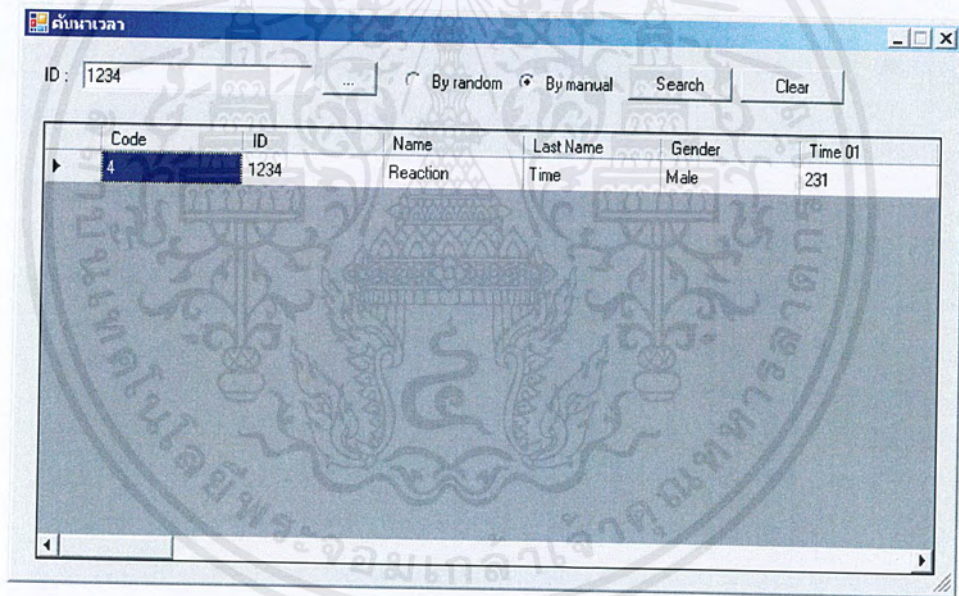 ค้นหาเวลา
ID : 1234 ... By random By manual Search Clear
Code ID Name Last Name Gender Time 01
4 1234 Reaction Time Male 231